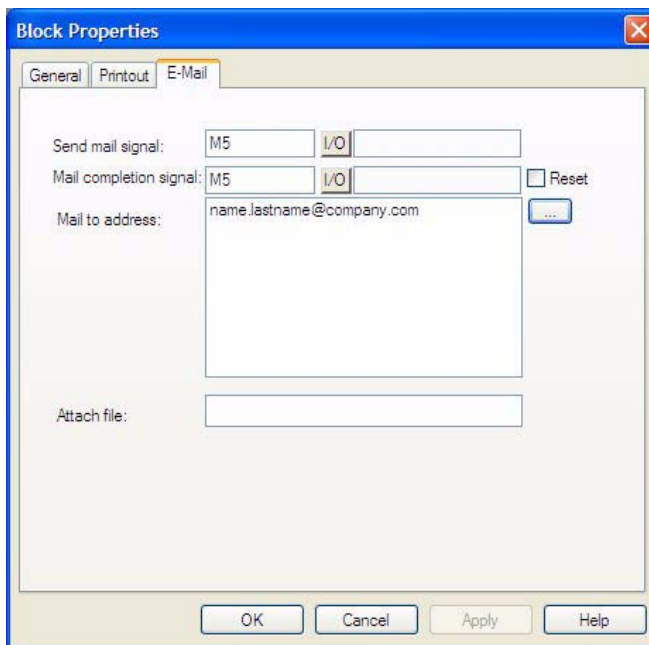 Block Properties
General Printout E-Mail
Send mail signal: M5 I/O
Mail completion signal: M5 I/O Reset
Mail to address: name.lastname@company.com ...
Attach file:
OK Cancel Apply Help